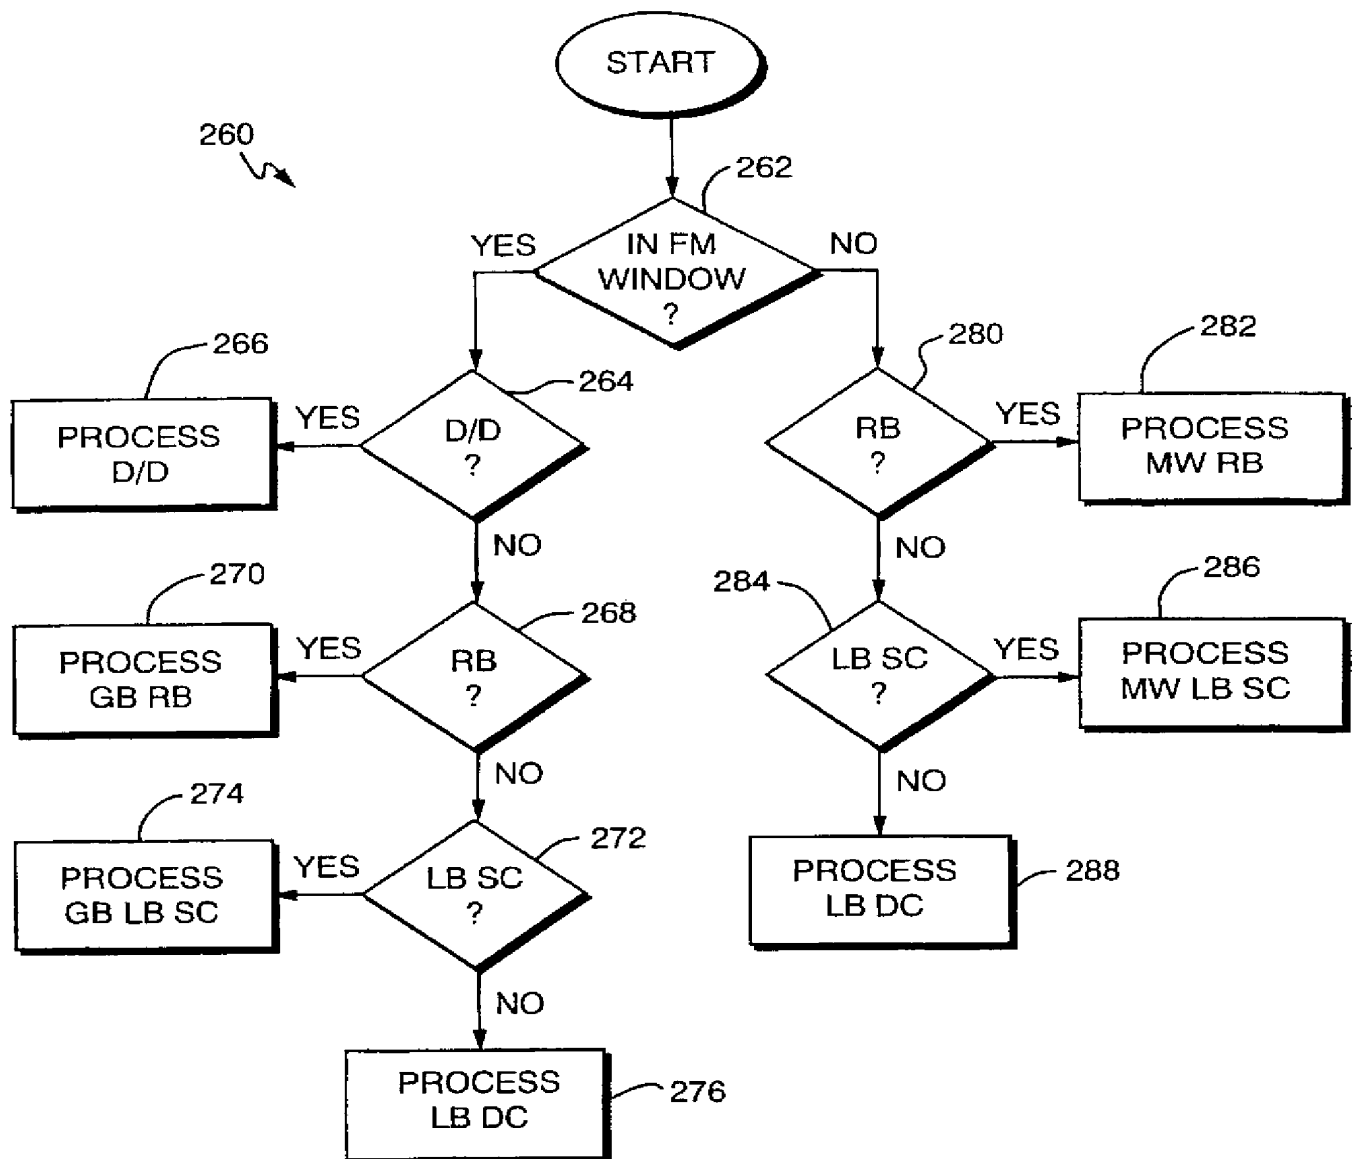 START
260
262
YES
IN FM
WINDOW
?
NO
266
264
280
282
PROCESS
D/D
YES
D/D
?
RB
?
YES
PROCESS
MW RB
NO
NO
270
268
284
286
PROCESS
GB RB
YES
RB
?
LB SC
?
YES
PROCESS
MW LB SC
NO
NO
274
272
PROCESS
GB LB SC
YES
LB SC
?
PROCESS
LB DC
288
NO
PROCESS
LB DC
276